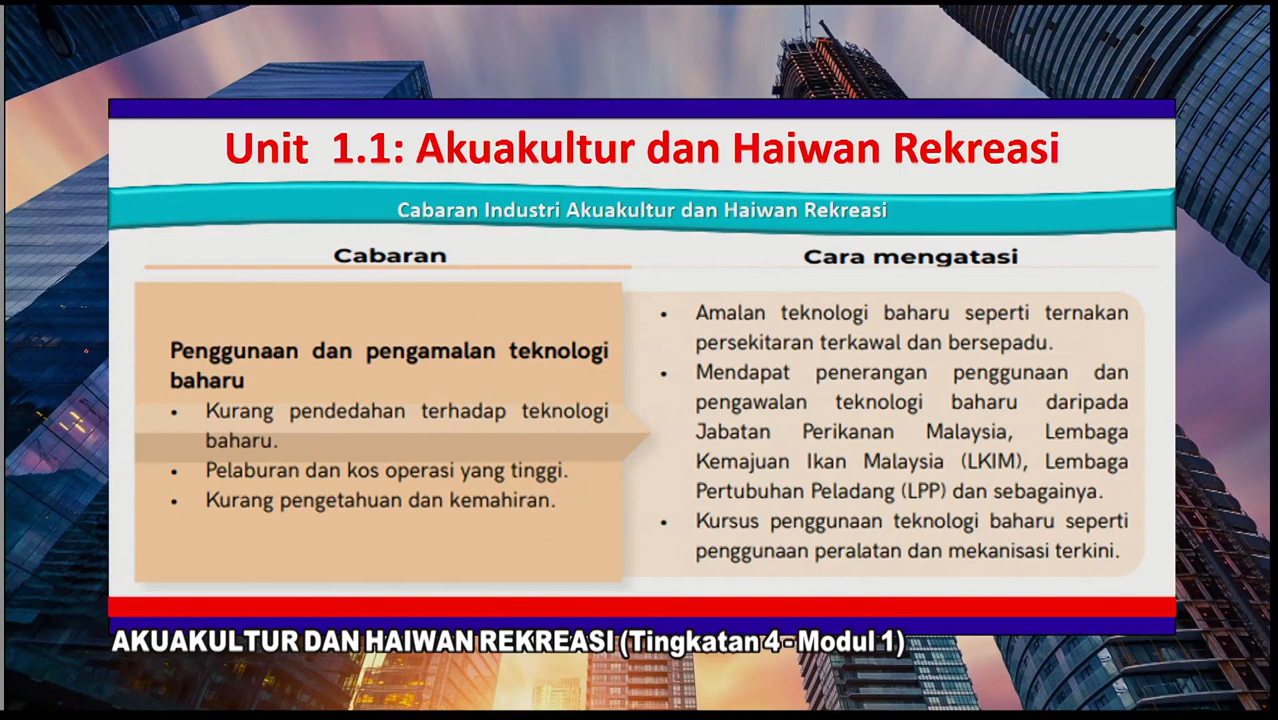 Unit 1.1: Akuakultur dan Haiwan Rekreasi
Cabaran Industri Akuakultur dan Haiwan Rekreasi
Cabaran
Penggunaan dan pengamalan teknologi
baharu
• Kurang pendedahan terhadap teknologi
baharu.
• Pelaburan dan kos operasi yang tinggi.
• Kurang pengetahuan dan kemahiran.
Cara mengatasi
• Amalan teknologi baharu seperti ternakan
persekitaran terkawal dan bersepadu.
• Mendapat penerangan penggunaan dan
pengawalan teknologi baharu daripada
Jabatan Perikanan Malaysia, Lembaga
Kemajuan Ikan Malaysia (LKIM), Lembaga
Pertubuhan Peladang (LPP) dan sebagainya.
• Kursus penggunaan teknologi baharu seperti
penggunaan peralatan dan mekanisasi terkini.
AKUAKULTUR DAN HAIWAN REKREASI (Tingkatan 4 - Modul 1)